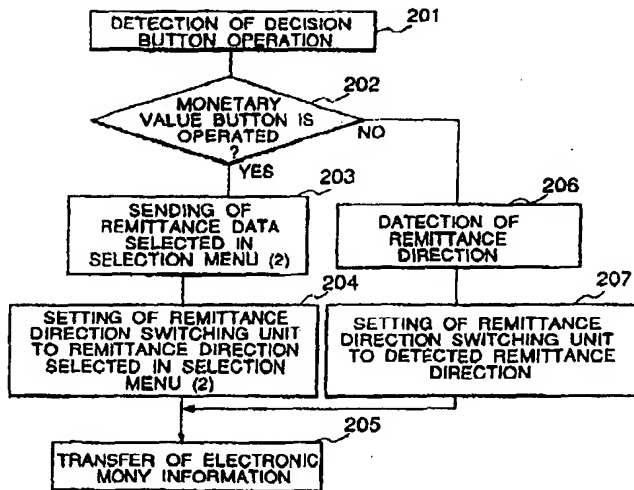 201
DETECTION OF DECISION
BUTTON OPERATION
202
MONETARY
VALUE BUTTON IS
OPERATED
?
NO
YES
203
SENDING OF
REMITTANCE DATA
SELECTED IN
SELECTION MENU (2)
206
DATECTION OF
REMITTANCE
DIRECTION
204
SETTING OF REMITTANCE
DIRECTION SWITCHING UNIT
TO REMITTANCE DIRECTION
SELECTED IN SELECTION
MENU (2)
207
SETTING OF REMITTANCE
DIRECTION SWITCHING UNIT
TO DETECTED REMITTANCE
DIRECTION
205
TRANSFER OF ELECTRONIC
MONY INFORMATION